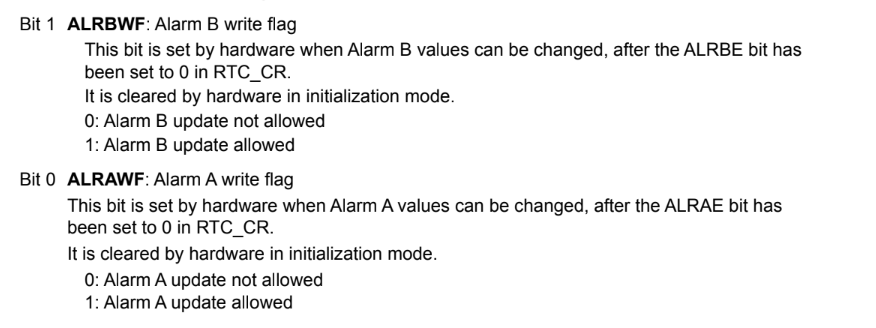 Bit 1 ALRBWF: Alarm B write flag
This bit is set by hardware when Alarm B values can be changed, after the ALRBE bit has
been set to 0 in RTC_CR.
It is cleared by hardware in initialization mode.
0: Alarm B update not allowed
1: Alarm B update allowed
Bit 0 ALRAWF: Alarm A write flag
This bit is set by hardware when Alarm A values can be changed, after the ALRAE bit has
been set to 0 in RTC_CR.
It is cleared by hardware in initialization mode.
0: Alarm A update not allowed
1: Alarm A update allowed